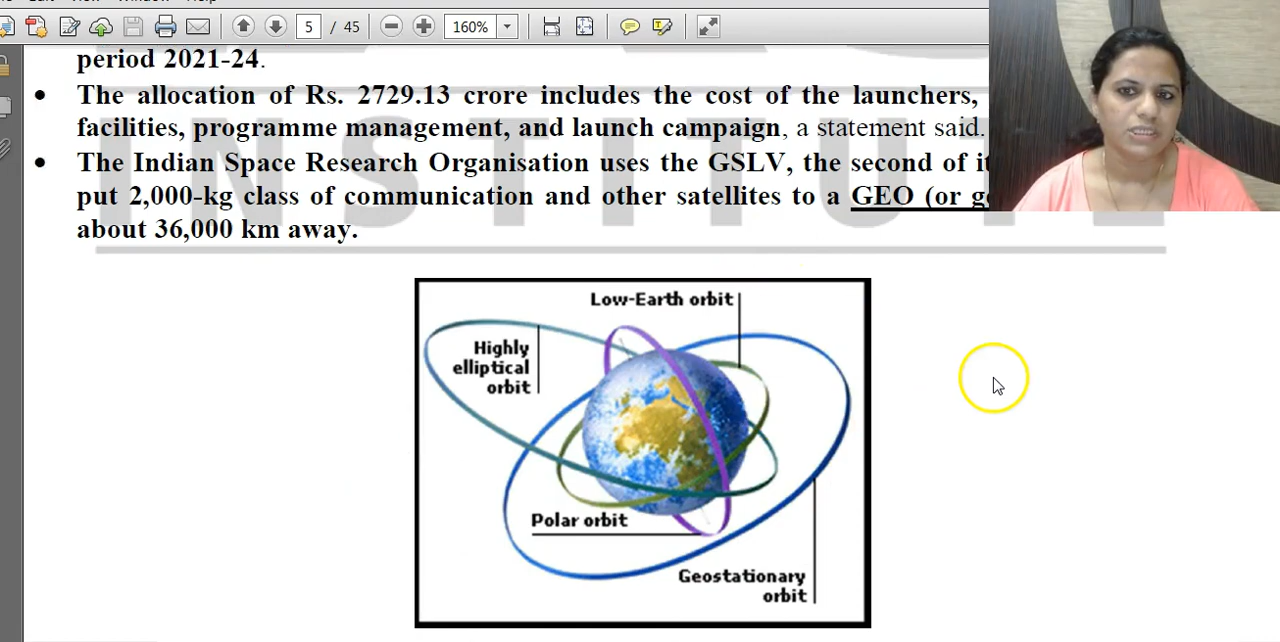 5 / 45 160%
period 2021-24.
• The allocation of Rs. 2729.13 crore includes the cost of the launchers,
facilities, programme management, and launch campaign, a statement said.
• The Indian Space Research Organisation uses the GSLV, the second of
put 2,000-kg class of communication and other satellites to a GEO (or
about 36,000 km away.
INSTITUTE
Low-Earth orbit
Highly
elliptical
orbit
Polar orbit
Geostationary
orbit